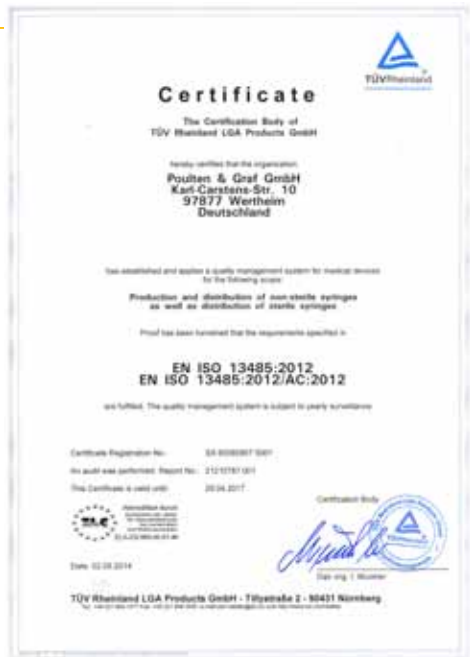 TÜVRheinland
Certificate
The Certification Body of
TÜV Rheinland LGA Products GmbH
hereby certifies that the organization
Poulten & Graf GmbH
Karl-Carstens-Str. 10
97877 Wertheim
Deutschland
has established and applies a quality management system for medical devices
for the following scope:
Production and distribution of non-sterile syringes
as well as distribution of sterile syringes
Proof has been furnished that the requirements specified in
EN ISO 13485:2012
EN ISO 13485:2012/AC:2012
are fulfilled. The quality management system is subject to yearly surveillance.
Certificate Registration No.:
An audit was performed. Report No.:
This Certificate is valid until:
Certification Body
Date
TÜV Rheinland LGA Products GmbH - Tillystraße 2 - 90431 Nürnberg